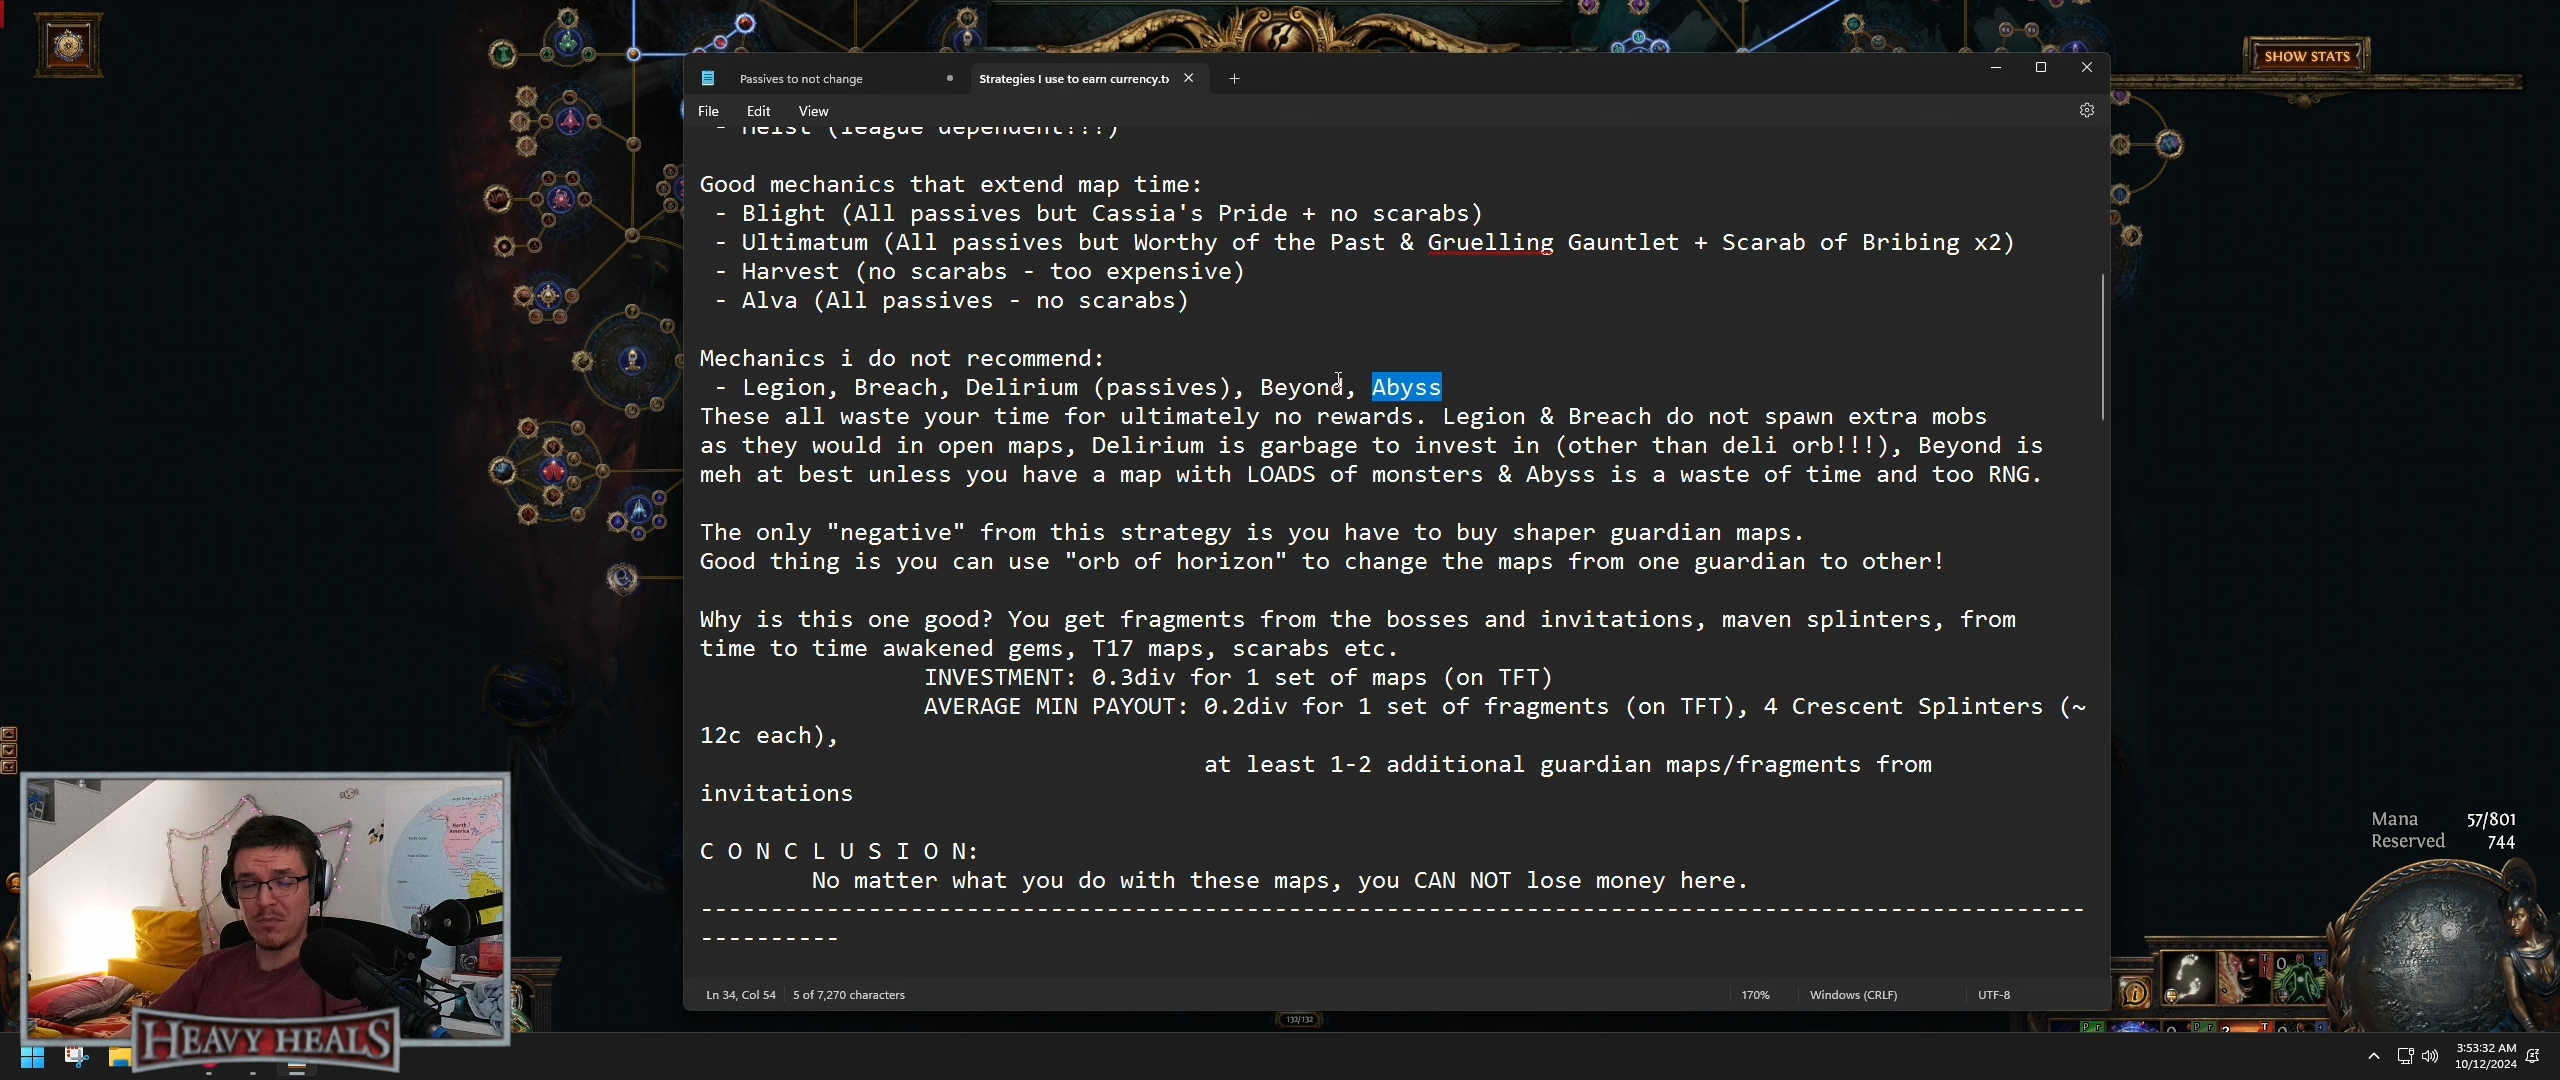 SHOW STATS
Passives to not change
Strategies I use to earn currency.tx
File Edit View
- Heist (league dependent!!!)
Good mechanics that extend map time:
- Blight (All passives but Cassia's Pride + no scarabs)
- Ultimatum (All passives but Worthy of the Past & Gruelling Gauntlet + Scarab of Bribing x2)
- Harvest (no scarabs - too expensive)
- Alva (All passives - no scarabs)
Mechanics i do not recommend:
- Legion, Breach, Delirium (passives), Beyond, Abyss
These all waste your time for ultimately no rewards. Legion & Breach do not spawn extra mobs
as they would in open maps, Delirium is garbage to invest in (other than deli orb!!!), Beyond is
meh at best unless you have a map with LOADS of monsters & Abyss is a waste of time and too RNG.
The only "negative" from this strategy is you have to buy shaper guardian maps.
Good thing is you can use "orb of horizon" to change the maps from one guardian to other!
Why is this one good? You get fragments from the bosses and invitations, maven splinters, from
time to time awakened gems, T17 maps, scarabs etc.
INVESTMENT: 0.3div for 1 set of maps (on TFT)
AVERAGE MIN PAYOUT: 0.2div for 1 set of fragments (on TFT), 4 Crescent Splinters (~
12c each),
at least 1-2 additional guardian maps/fragments from
invitations
C O N C L U S I O N:
No matter what you do with these maps, you CAN NOT lose money here.
---------------------------------------------------------------------------------------------------
----------
Ln 34, Col 54 5 of 7,270 characters 170% Windows (CRLF) UTF-8
132/132
Mana 57/801
Reserved 744
North America
HEAVY HEALS
3:53:32 AM
10/12/2024